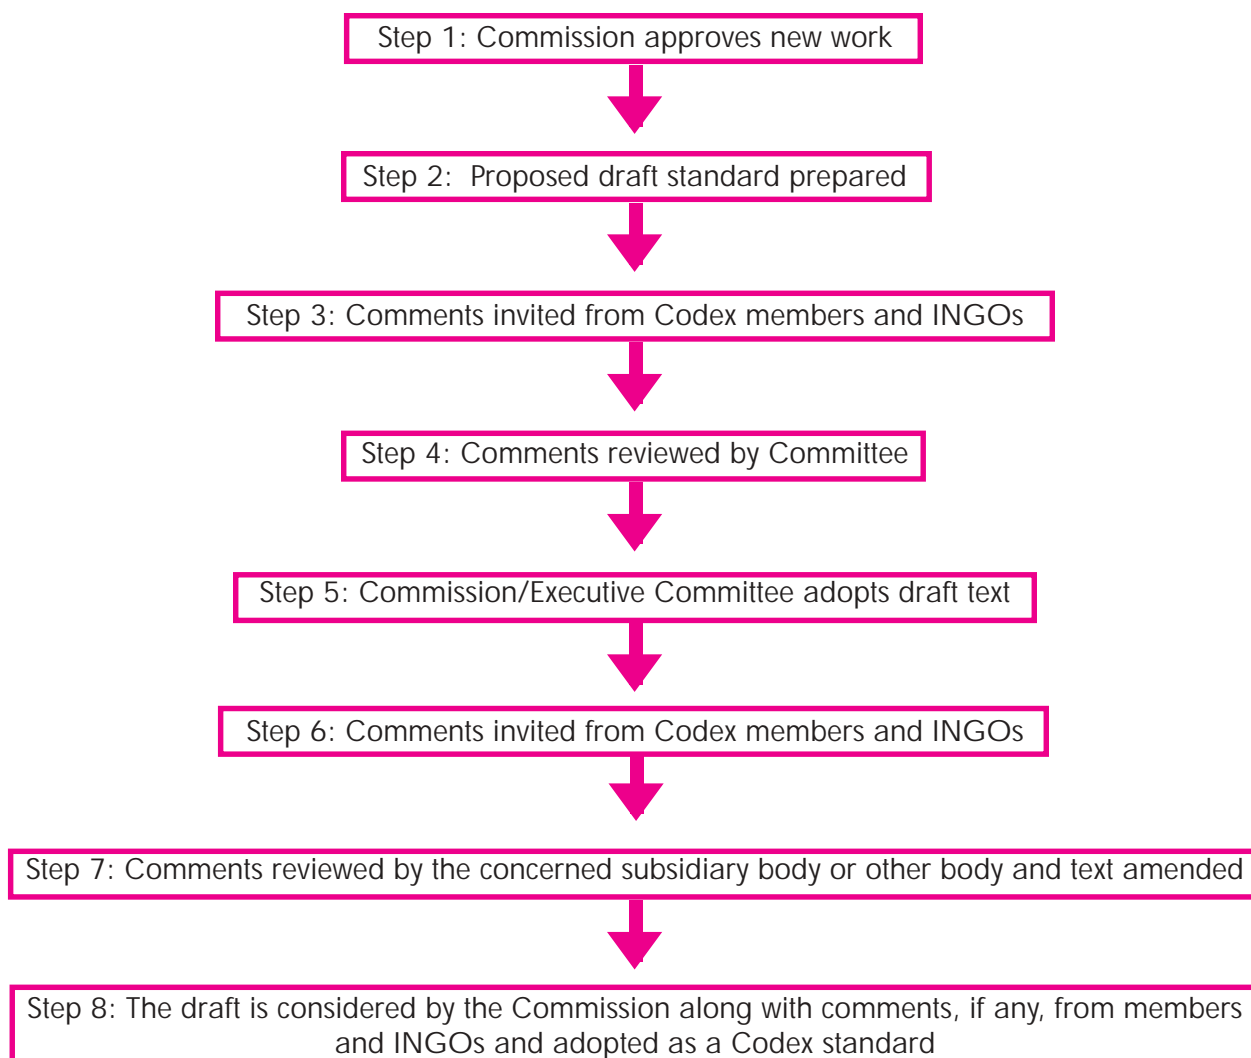 Step 1: Commission approves new work
Step 2: Proposed draft standard prepared
Step 3: Comments invited from Codex members and INGOs
Step 4: Comments reviewed by Committee
Step 5: Commission/Executive Committee adopts draft text
Step 6: Comments invited from Codex members and INGOs
Step 7: Comments reviewed by the concerned subsidiary body or other body and text amended
Step 8: The draft is considered by the Commission along with comments, if any, from members
and INGOs and adopted as a Codex standard